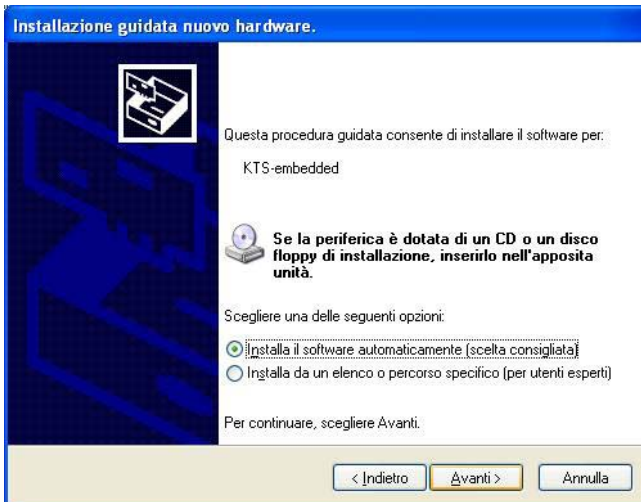 Installazione guidata nuovo hardware.
Questa procedura guidata consente di installare il software per:
KTS-embedded
Se la periferica è dotata di un CD o un disco
floppy di installazione, inserirlo nell'apposita
unità.
Scegliere una delle seguenti opzioni:
Installa il software automaticamente (scelta consigliata)
Installa da un elenco o percorso specifico (per utenti esperti)
Per continuare, scegliere Avanti.
< Indietro
Avanti >
Annulla